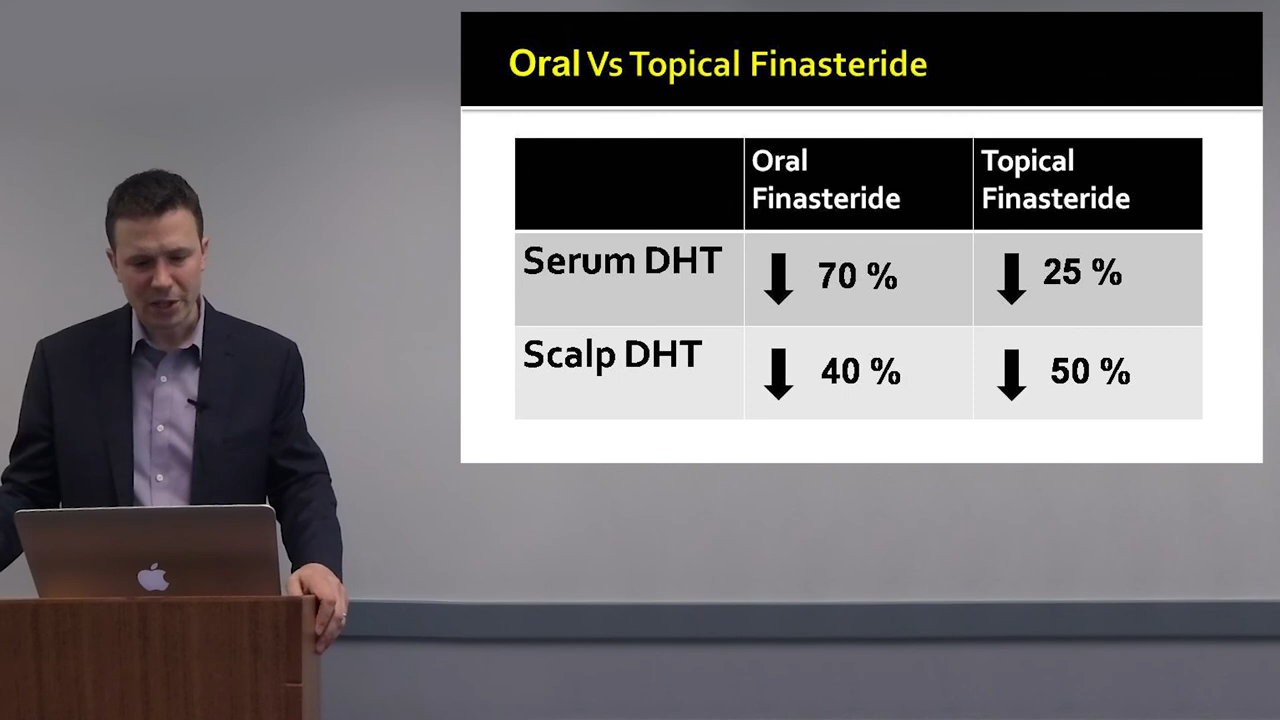 Oral Vs Topical Finasteride
Oral
Finasteride
Topical
Finasteride
Serum DHT
70 %
25 %
Scalp DHT
40 %
50 %